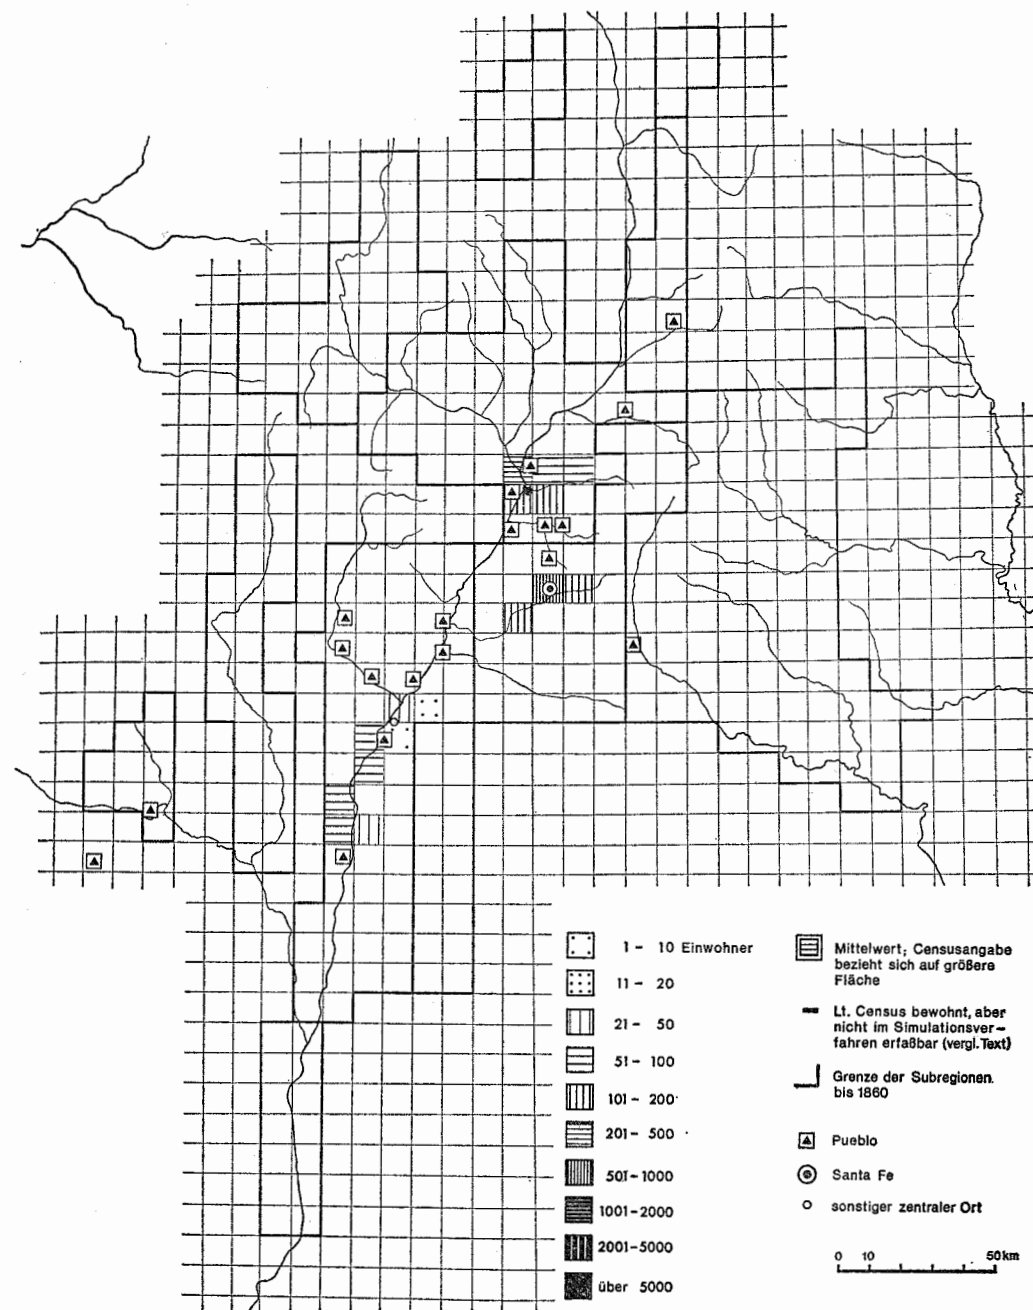 1 - 10 Einwohner
11 - 20
21 - 50
51 - 100
101 - 200
201 - 500
501 - 1000
1001 - 2000
2001 - 5000
über 5000
Mittelwert; Censusangabe
bezieht sich auf größere
Fläche
Lt. Census bewohnt, aber
nicht im Simulationsver-
fahren erfaßbar (vergl. Text)
Grenze der Subregionen
bis 1860
Pueblo
Santa Fe
sonstiger zentraler Ort
0 10 50 km